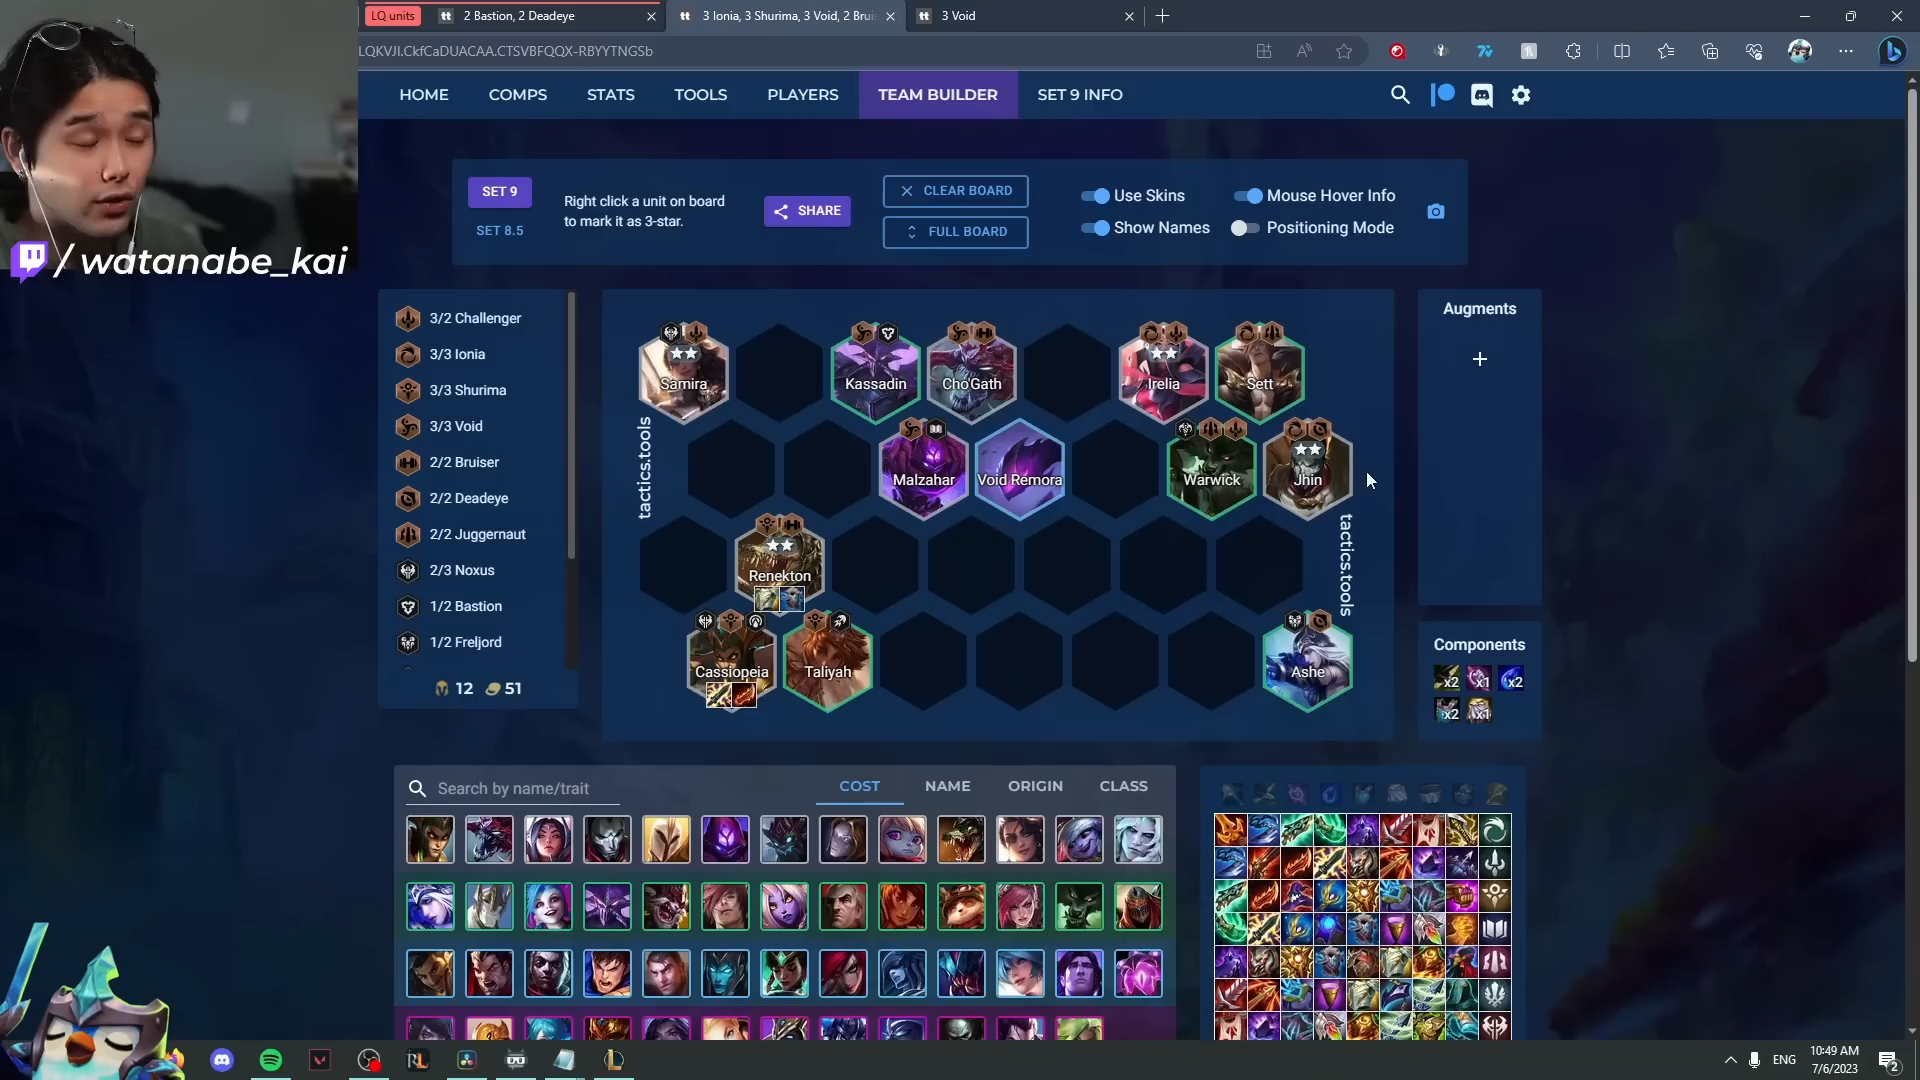 LQ units
2 Bastion, 2 Deadeye
3 Ionia, 3 Shurima, 3 Void, 2 Brui
3 Void
LQKVJI.CkfCaDUACAA.CTSVBFQQX-RBYYTNGSb
HOME
COMPS
STATS
TOOLS
PLAYERS
TEAM BUILDER
SET 9 INFO
SET 9
SET 8.5
Right click a unit on board
to mark it as 3-star.
SHARE
CLEAR BOARD
FULL BOARD
Use Skins
Mouse Hover Info
Show Names
Positioning Mode
/watanabe_kai
3/2 Challenger
3/3 Ionia
3/3 Shurima
3/3 Void
2/2 Bruiser
2/2 Deadeye
2/2 Juggernaut
2/3 Noxus
1/2 Bastion
1/2 Freljord
12 51
Samira
Kassadin
Cho'Gath
Irelia
Sett
tactics.tools
Malzahar
Void Remora
Warwick
Jhin
Renekton
tactics.tools
Cassiopeia
Taliyah
Ashe
Augments
+
Components
x2 x1 x2
x2 x1
Search by name/trait
COST
NAME
ORIGIN
CLASS
ENG
10:49 AM
7/6/2023
2